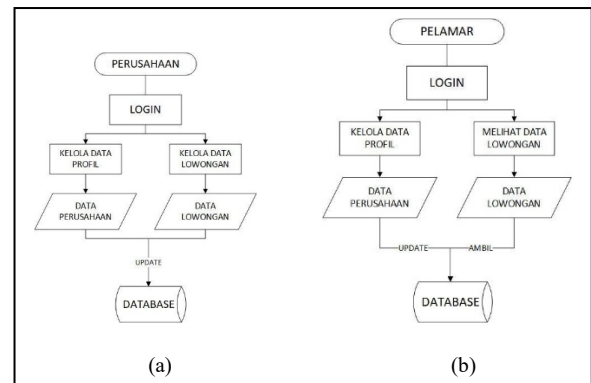 PERUSAHAAN
LOGIN
KELOLA DATA
PROFIL
KELOLA DATA
LOWONGAN
DATA
PERUSAHAAN
DATA
LOWONGAN
UPDATE
DATABASE
(a)
PELAMAR
LOGIN
KELOLA DATA
PROFIL
MELIHAT DATA
LOWONGAN
DATA
PERUSAHAAN
DATA
LOWONGAN
UPDATE
AMBIL
DATABASE
(b)